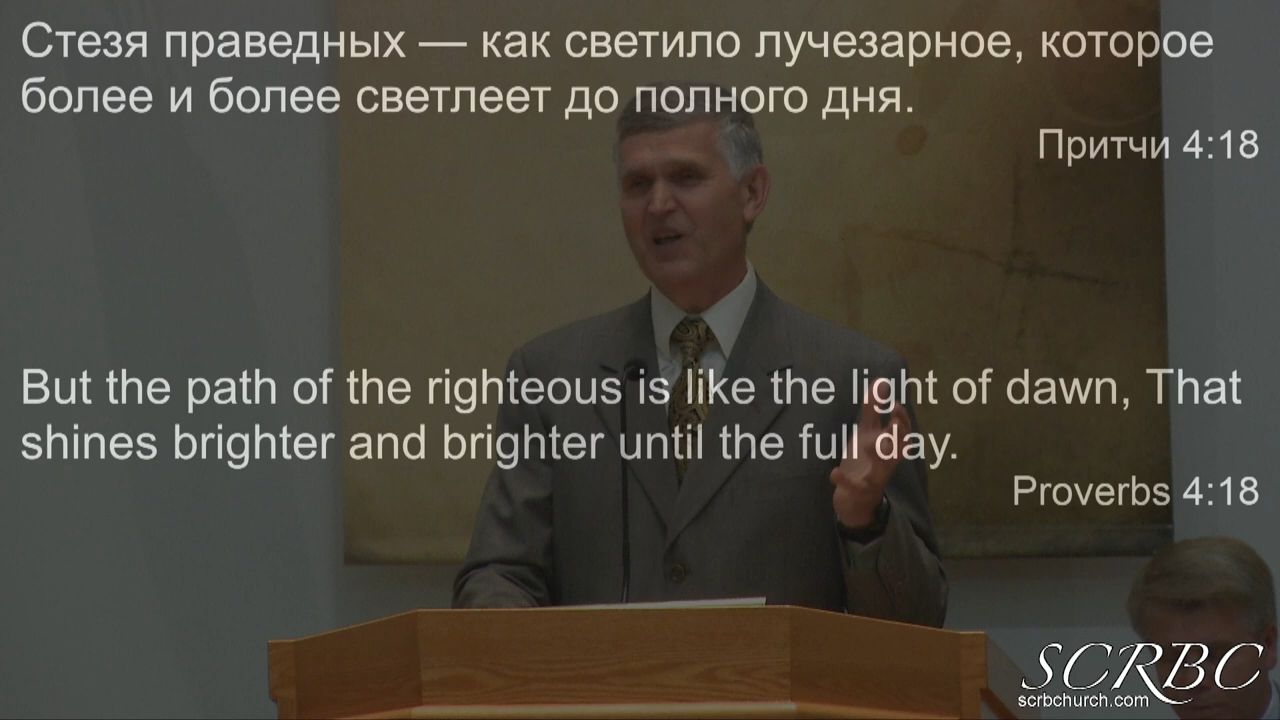 Стезя праведных — как светило лучезарное, которое
более и более светлеет до полного дня.
Притчи 4:18
But the path of the righteous is like the light of dawn, That
shines brighter and brighter until the full day.
Proverbs 4:18
SCRBC
scrbchurch.com